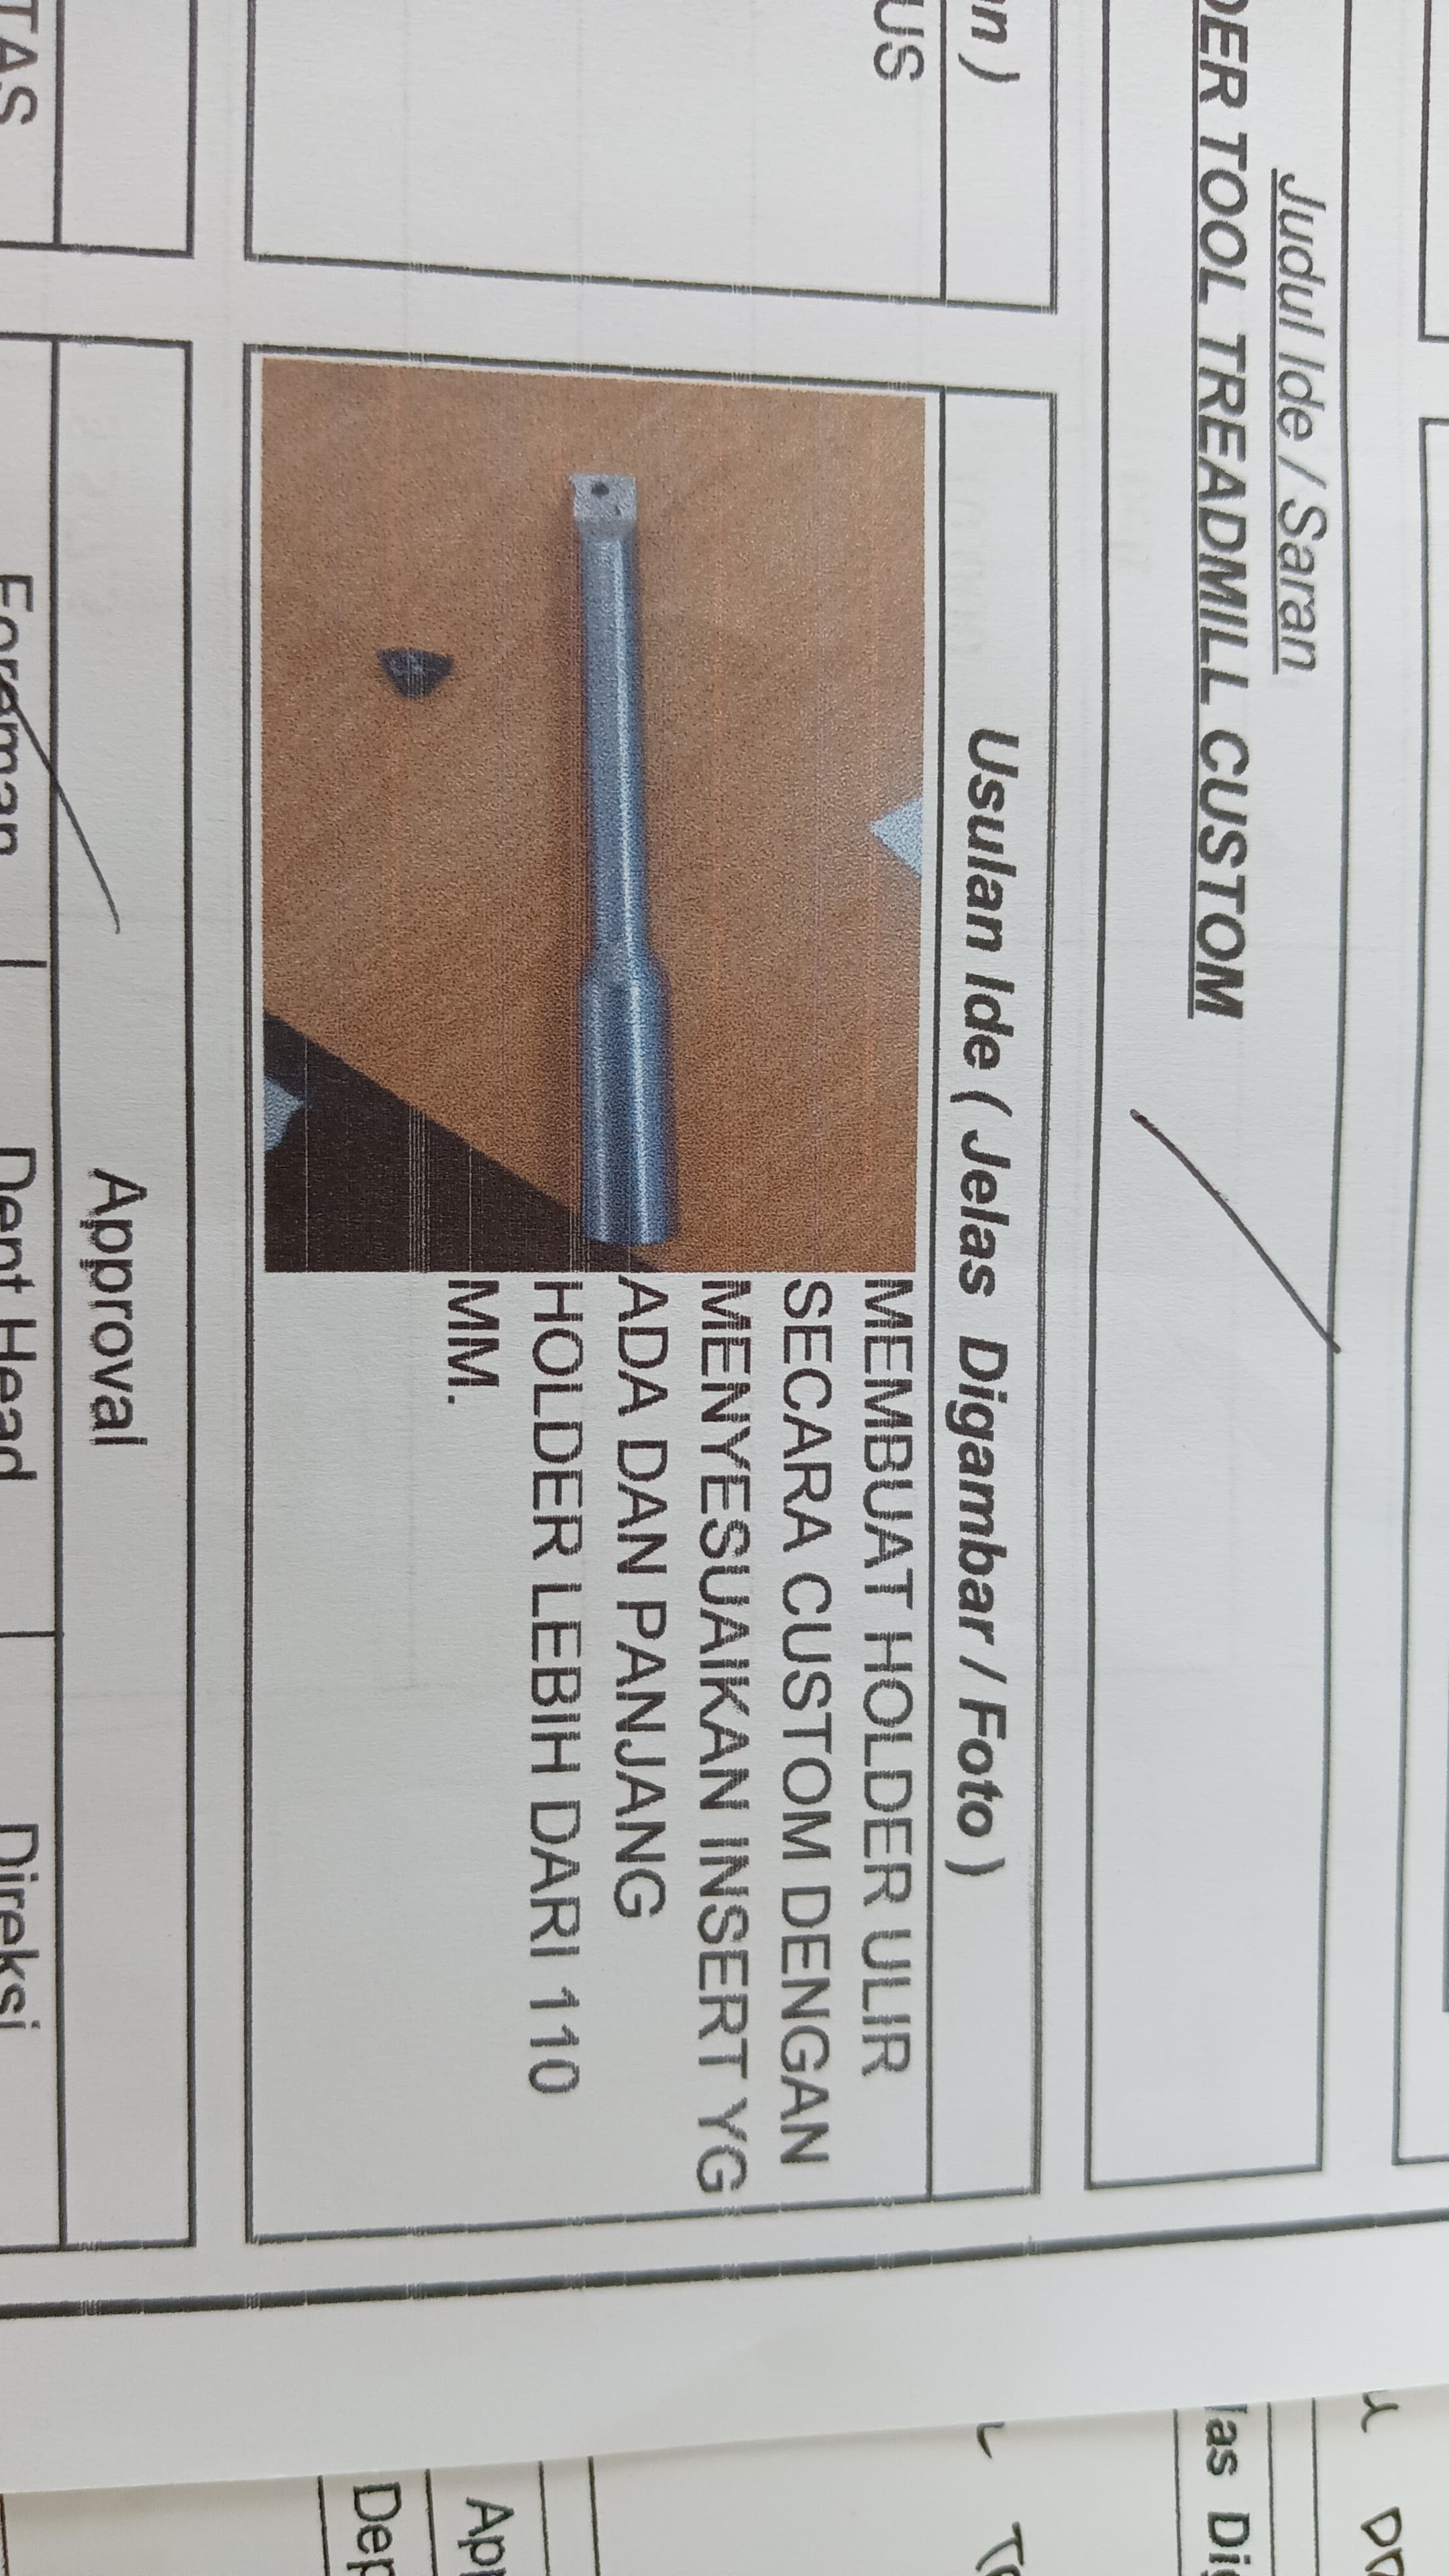 Judul Ide / Saran
DER TOOL TREADMILL CUSTOM
an )
US
Usulan Ide ( Jelas Digambar / Foto )
MEMBUAT HOLDER ULIR
SECARA CUSTOM DENGAN
MENYESUAIKAN INSERT YG
ADA DAN PANJANG
HOLDER LEBIH DARI 110
MM.
Approval
TAS
Foreman
Dept Head
Direksi
las Di
Ap
Dep